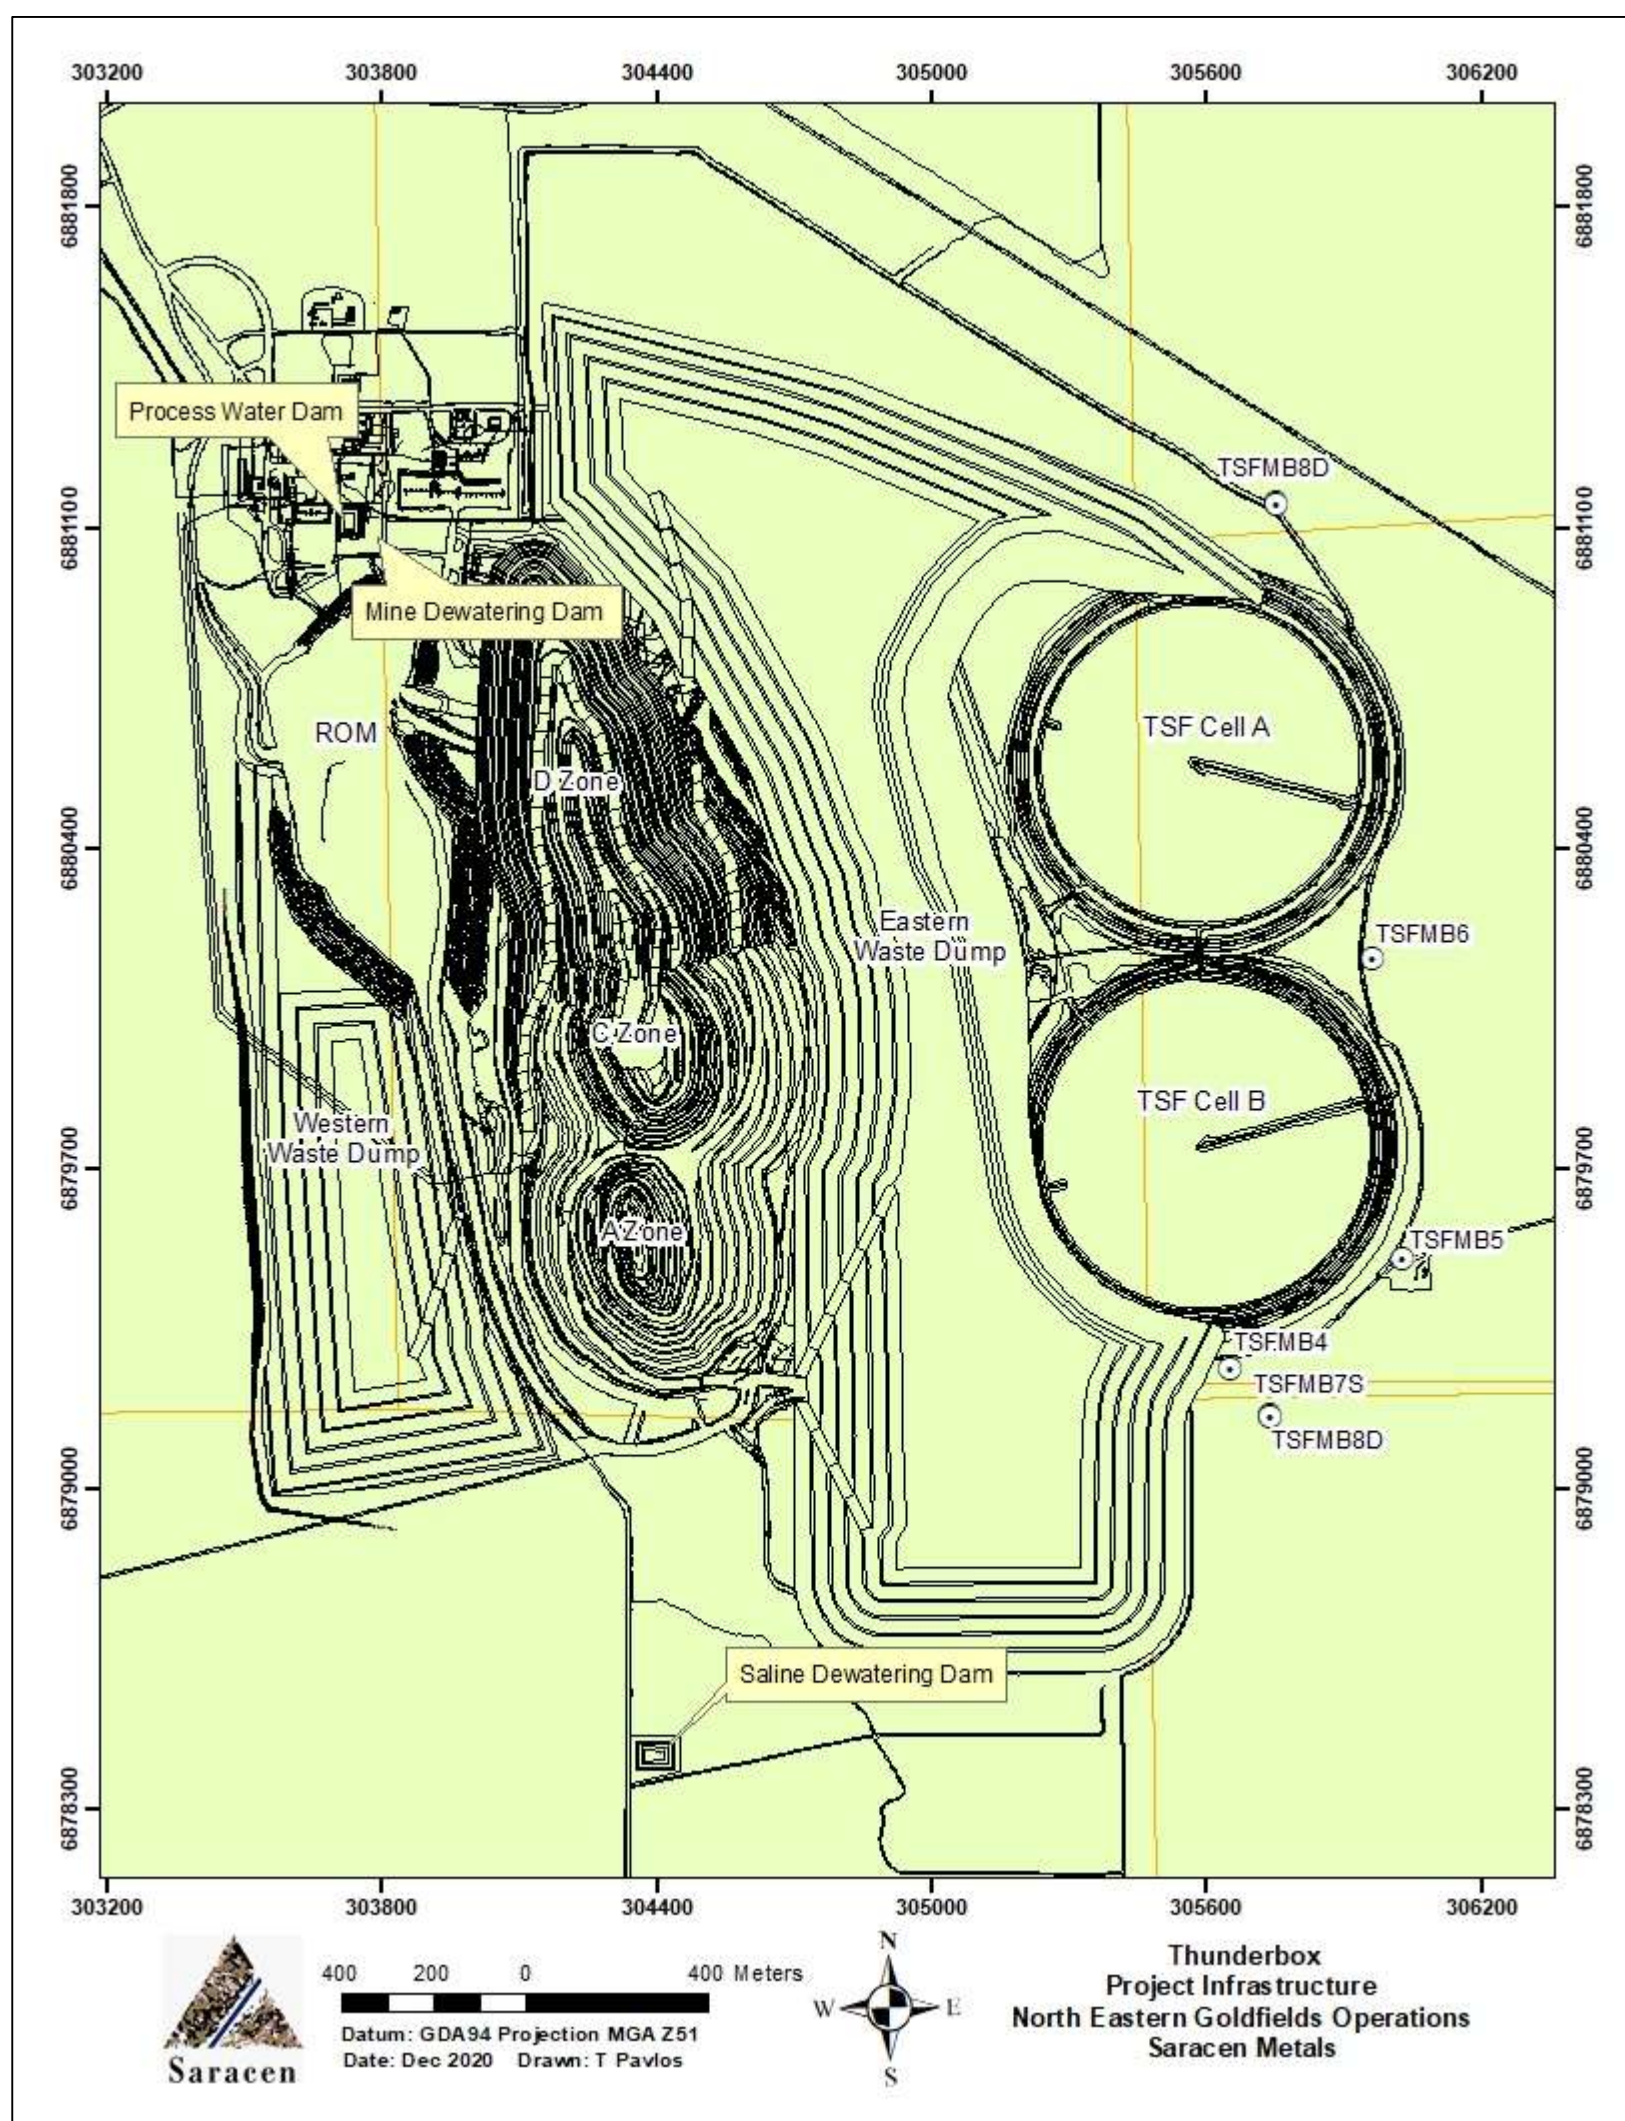 303200 303800 304400 305000 305600 306200
6881800 6881800
Process Water Dam
TSFMB8D
6881100 6881100
Mine Dewatering Dam
ROM
TSF Cell A
D Zone
6880400 6880400
Eastern
Waste Dump
TSFMB6
C Zone
TSF Cell B
Western
Waste Dump
6879700 6879700
A Zone
TSFMB5
TSFMB4
TSFMB7S
TSFMB8D
6879000 6879000
Saline Dewatering Dam
6878300 6878300
303200 303800 304400 305000 305600 306200
Saracen
400 200 0 400 Meters
Datum: GDA94 Projection MGA Z51
Date: Dec 2020 Drawn: T Pavlos
N
W E
S
Thunderbox
Project Infrastructure
North Eastern Goldfields Operations
Saracen Metals